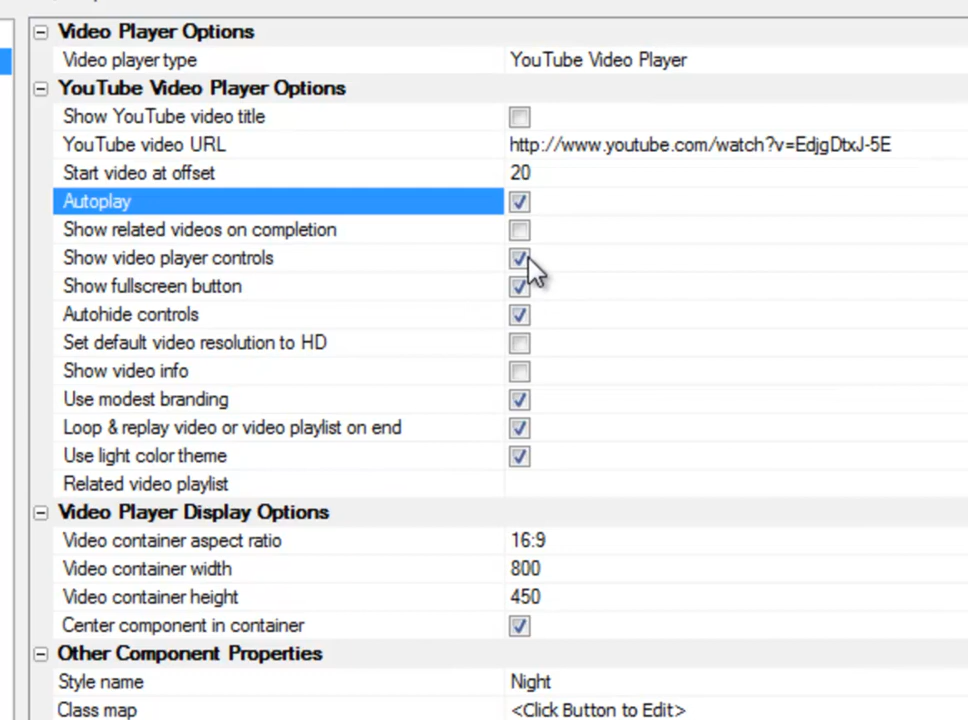 Video Player Options
Video player type YouTube Video Player
YouTube Video Player Options
Show YouTube video title
YouTube video URL http://www.youtube.com/watch?v=EdjgDtxJ-5E
Start video at offset 20
Autoplay
Show related videos on completion
Show video player controls
Show fullscreen button
Autohide controls
Set default video resolution to HD
Show video info
Use modest branding
Loop & replay video or video playlist on end
Use light color theme
Related video playlist
Video Player Display Options
Video container aspect ratio 16:9
Video container width 800
Video container height 450
Center component in container
Other Component Properties
Style name Night
Class map <Click Button to Edit>